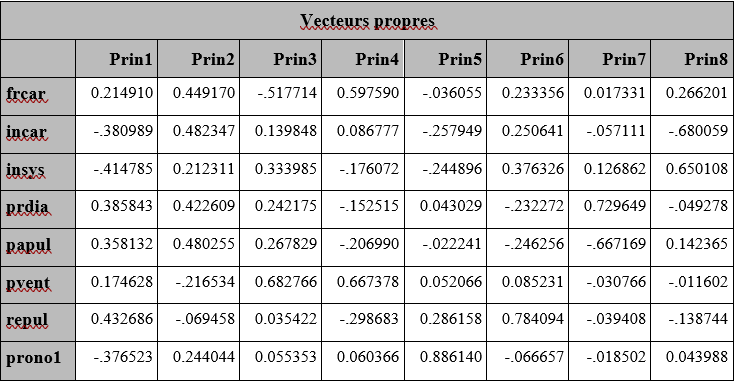 Vecteurs propres
Prin1 Prin2 Prin3 Prin4 Prin5 Prin6 Prin7 Prin8
frcar 0.214910 0.449170 -.517714 0.597590 -.036055 0.233356 0.017331 0.266201
incar -.380989 0.482347 0.139848 0.086777 -.257949 0.250641 -.057111 -.680059
insys -.414785 0.212311 0.333985 -.176072 -.244896 0.376326 0.126862 0.650108
prdia 0.385843 0.422609 0.242175 -.152515 0.043029 -.232272 0.729649 -.049278
papul 0.358132 0.480255 0.267829 -.206990 -.022241 -.246256 -.667169 0.142365
pvent 0.174628 -.216534 0.682766 0.667378 0.052066 0.085231 -.030766 -.011602
repul 0.432686 -.069458 0.035422 -.298683 0.286158 0.784094 -.039408 -.138744
prono1 -.376523 0.244044 0.055353 0.060366 0.886140 -.066657 -.018502 0.043988